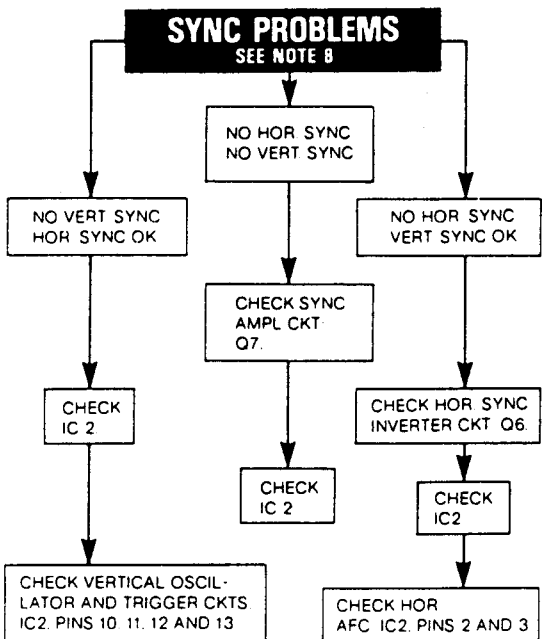 SYNC PROBLEMS
SEE NOTE 8
NO HOR SYNC
NO VERT. SYNC
NO VERT SYNC
HOR SYNC OK
NO HOR SYNC
VERT SYNC OK
CHECK SYNC
AMPL CKT
Q7.
CHECK
IC 2.
CHECK HOR. SYNC
INVERTER CKT Q6.
CHECK
IC 2
CHECK
IC2
CHECK VERTICAL OSCIL-
LATOR AND TRIGGER CKTS.
IC2, PINS 10, 11, 12 AND 13
CHECK HOR
AFC IC2, PINS 2 AND 3